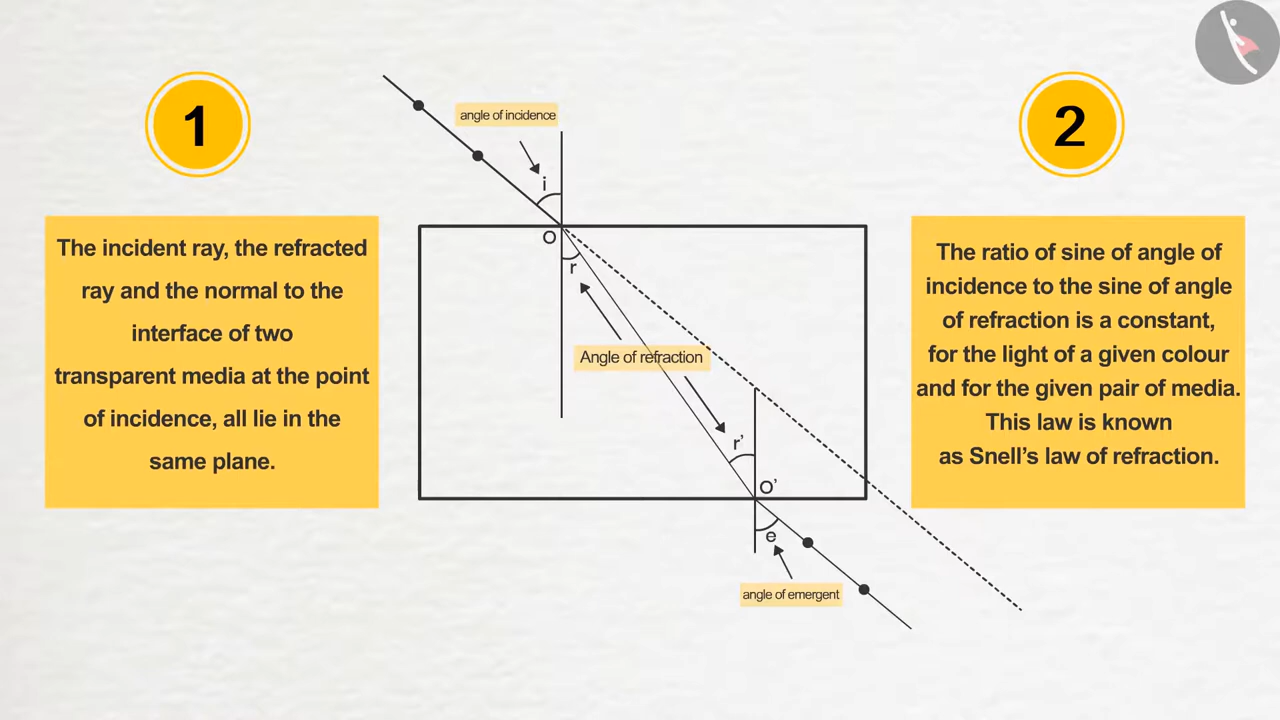 1
The incident ray, the refracted
ray and the normal to the
interface of two
transparent media at the point
of incidence, all lie in the
same plane.
angle of incidence
i
O
r
Angle of refraction
r’
O’
e
angle of emergent
2
The ratio of sine of angle of
incidence to the sine of angle
of refraction is a constant,
for the light of a given colour
and for the given pair of media.
This law is known
as Snell’s law of refraction.